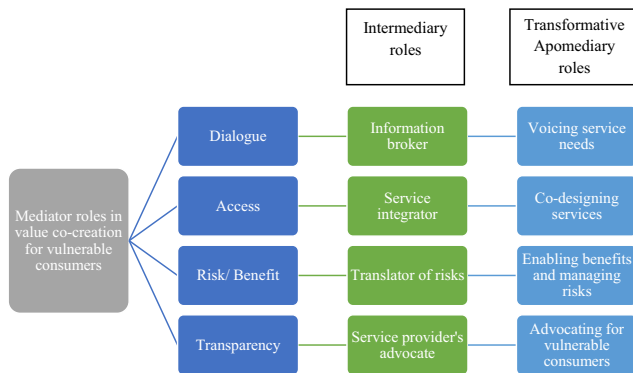 Intermediary
roles
Transformative
Apomediary
roles
Dialogue
Information
broker
Voicing service
needs
Mediator roles in
value co-creation
for vulnerable
consumers
Access
Service
integrator
Co-designing
services
Risk/ Benefit
Translator of risks
Enabling benefits
and managing
risks
Transparency
Service provider's
advocate
Advocating for
vulnerable
consumers